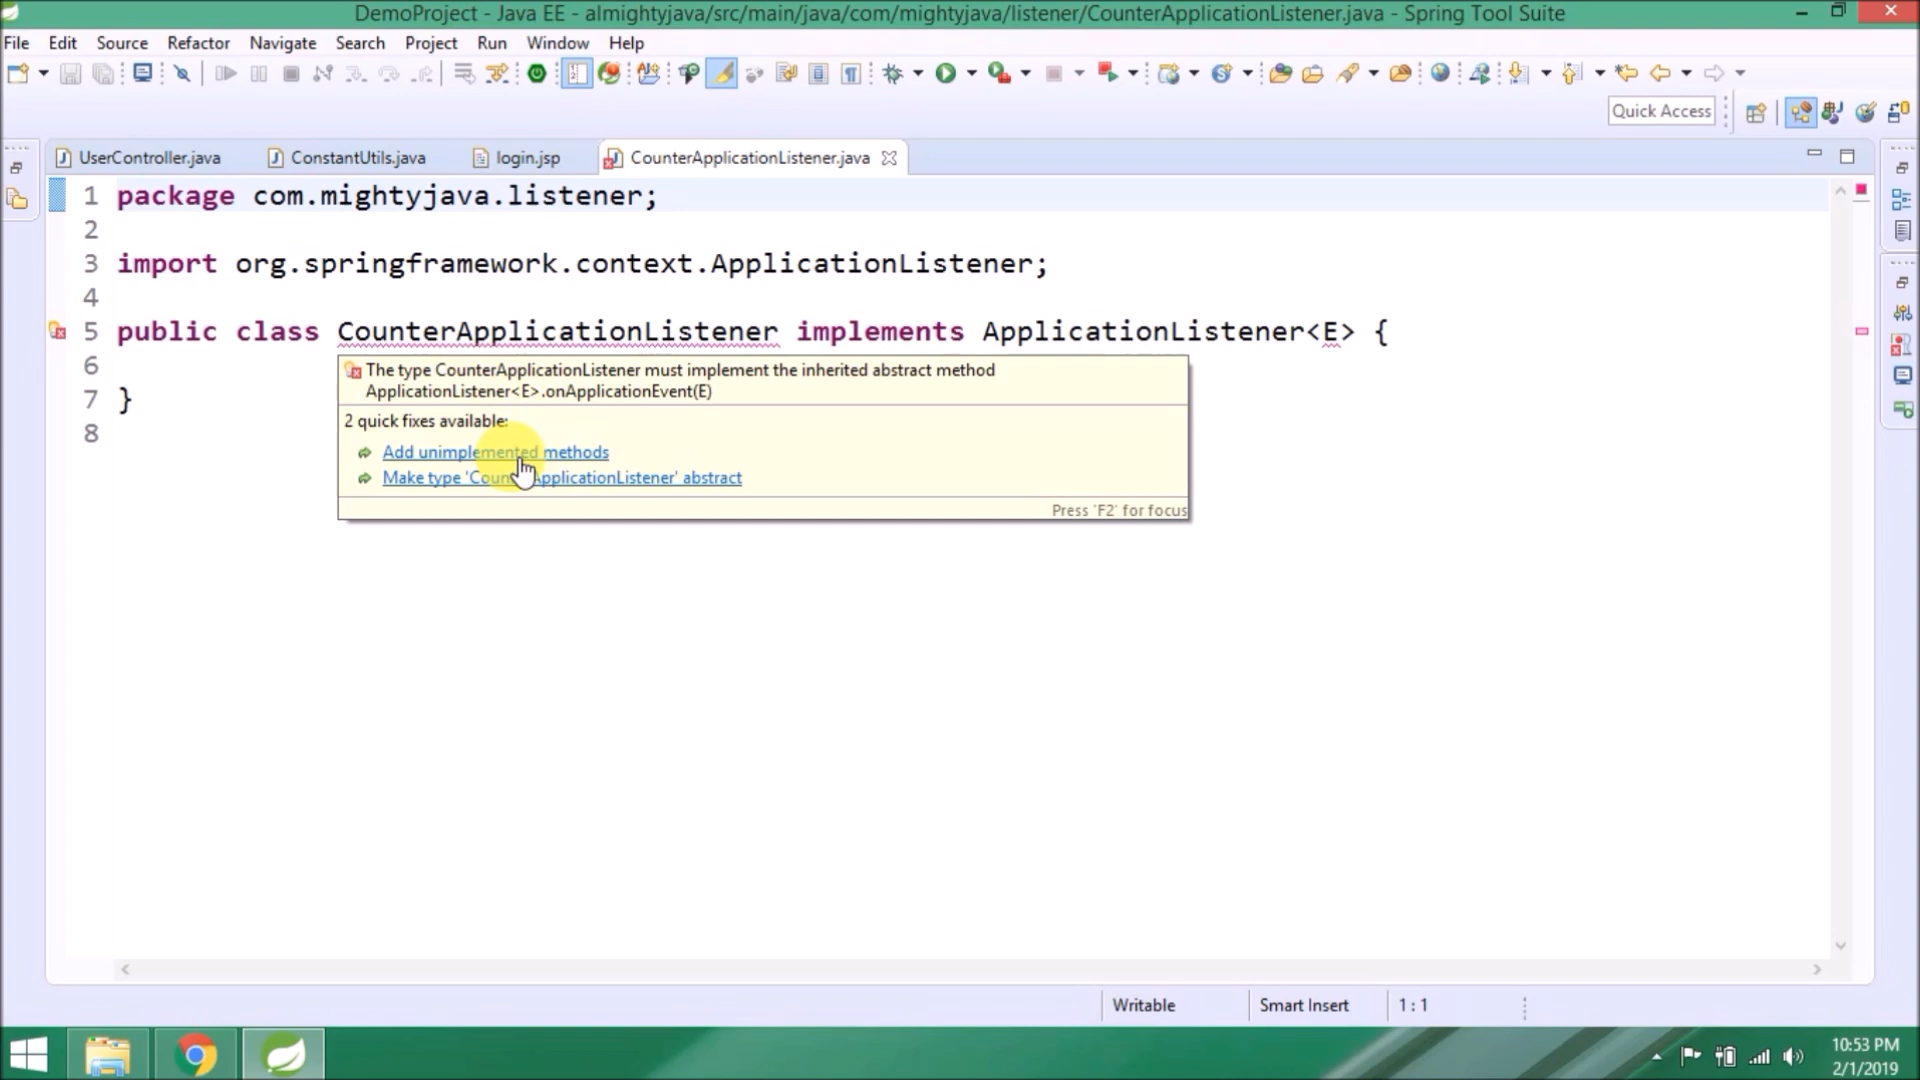 DemoProject - Java EE - almightyjava/src/main/java/com/mightyjava/listener/CounterApplicationListener.java - Spring Tool Suite
File Edit Source Refactor Navigate Search Project Run Window Help
Quick Access
UserController.java ConstantUtils.java login.jsp CounterApplicationListener.java
1 package com.mightyjava.listener;
2
3 import org.springframework.context.ApplicationListener;
4
5 public class CounterApplicationListener implements ApplicationListener<E> {
6
7 }
8
The type CounterApplicationListener must implement the inherited abstract method
ApplicationListener<E>.onApplicationEvent(E)
2 quick fixes available:
Add unimplemented methods
Make type 'CounterApplicationListener' abstract
Press 'F2' for focus
Writable Smart Insert 1 : 1
10:53 PM
2/1/2019